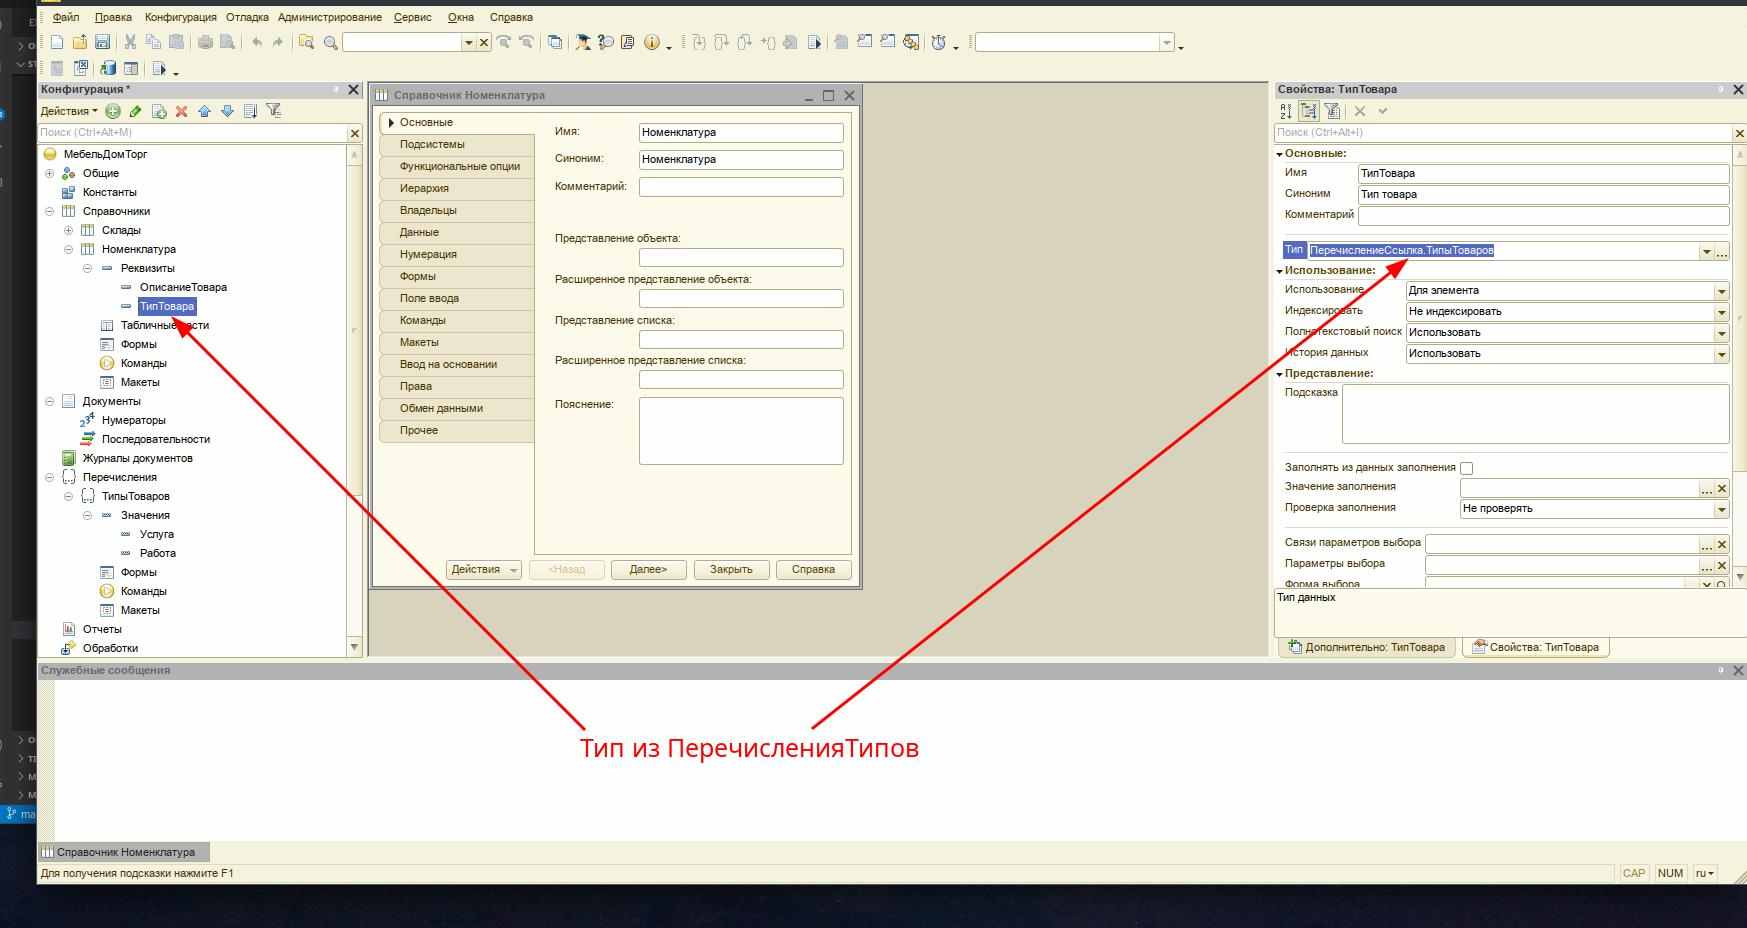 Файл Правка Конфигурация Отладка Администрирование Сервис Окна Справка
Конфигурация *
Действия
Поиск (Ctrl+Alt+M)
МебельДомТорг
Общие
Константы
Справочники
Склады
Номенклатура
Реквизиты
ОписаниеТовара
ТипТовара
Табличные части
Формы
Команды
Макеты
Документы
Нумераторы
Последовательности
Журналы документов
Перечисления
ТипыТоваров
Значения
Услуга
Работа
Формы
Команды
Макеты
Отчеты
Обработки
Справочник Номенклатура
Основные
Подсистемы
Функциональные опции
Иерархия
Владельцы
Данные
Нумерация
Формы
Поле ввода
Команды
Макеты
Ввод на основании
Права
Обмен данными
Прочее
Имя: Номенклатура
Синоним: Номенклатура
Комментарий:
Представление объекта:
Расширенное представление объекта:
Представление списка:
Расширенное представление списка:
Пояснение:
Действия <Назад Далее> Закрыть Справка
Свойства: ТипТовара
Поиск (Ctrl+Alt+I)
Основные:
Имя ТипТовара
Синоним Тип товара
Комментарий
Тип ПеречислениеСсылка.ТипыТоваров
Использование:
Использование Для элемента
Индексировать Не индексировать
Полнотекстовый поиск Использовать
История данных Использовать
Представление:
Подсказка
Заполнять из данных заполнения
Значение заполнения
Проверка заполнения Не проверять
Связи параметров выбора
Параметры выбора
Форма выбора
Тип данных
Дополнительно: ТипТовара Свойства: ТипТовара
Служебные сообщения
Тип из ПеречисленияТипов
Справочник Номенклатура
Для получения подсказки нажмите F1
CAP NUM ru